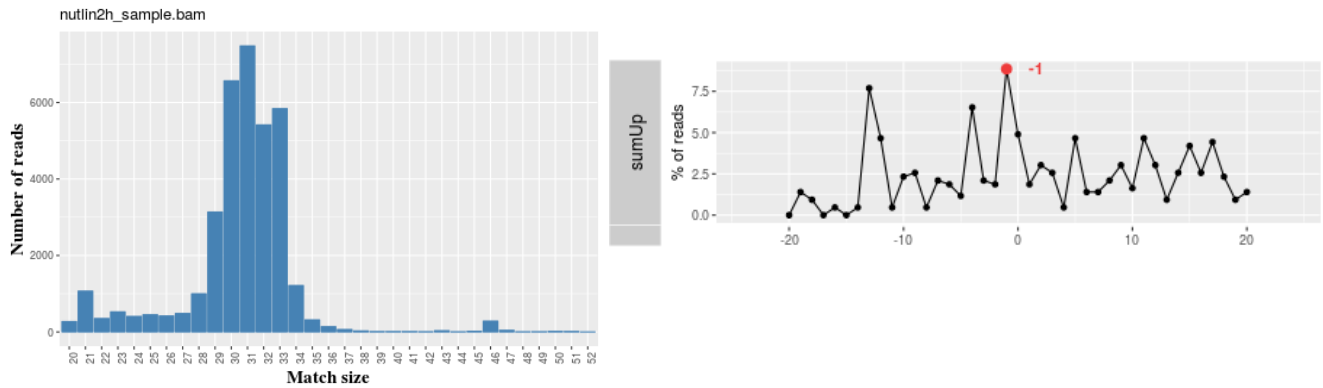 nutlin2h_sample.bam
Number of reads
6000
4000
2000
0
20 21 22 23 24 25 26 27 28 29 30 31 32 33 34 35 36 37 38 39 40 41 42 43 44 45 46 47 48 49 50 51 52
Match size
sumUp
% of reads
7.5
5.0
2.5
0.0
-1
-20 -10 0 10 20